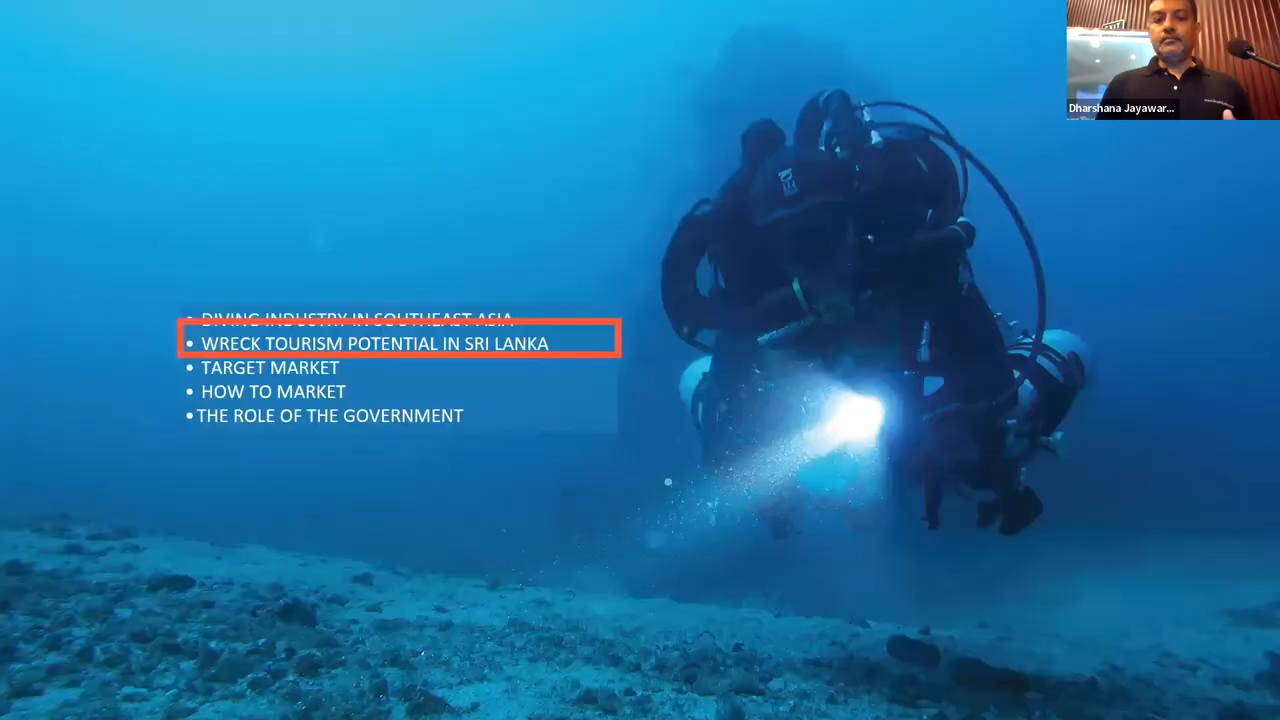 Dharshana Jayawar...
• DIVING INDUSTRY IN SOUTHEAST ASIA
• WRECK TOURISM POTENTIAL IN SRI LANKA
• TARGET MARKET
• HOW TO MARKET
• THE ROLE OF THE GOVERNMENT